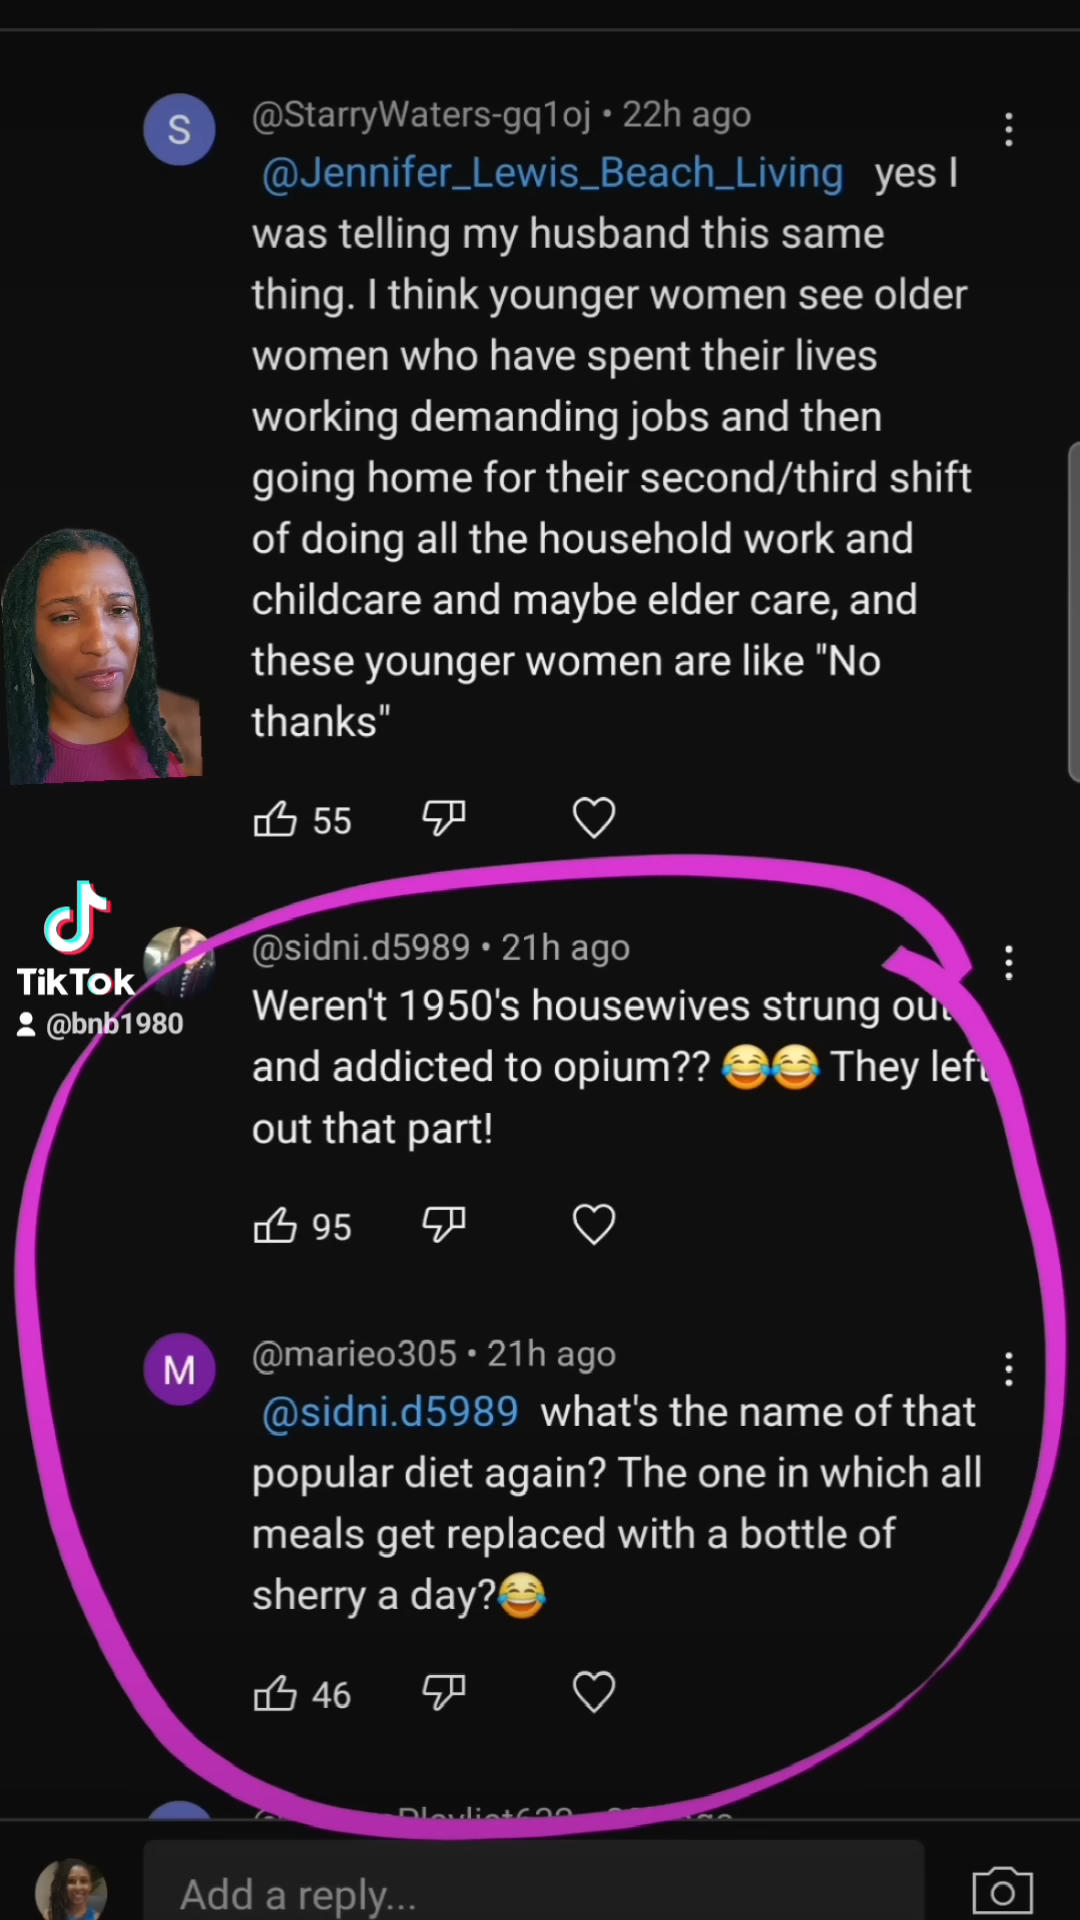 @StarryWaters-gq1oj • 22h ago
@Jennifer_Lewis_Beach_Living yes I
was telling my husband this same
thing. I think younger women see older
women who have spent their lives
working demanding jobs and then
going home for their second/third shift
of doing all the household work and
childcare and maybe elder care, and
these younger women are like "No
thanks"
55
TikTok
@bnb1980
@sidni.d5989 • 21h ago
Weren't 1950's housewives strung out
and addicted to opium?? 😂😂 They left
out that part!
95
M
@marieo305 • 21h ago
@sidni.d5989 what's the name of that
popular diet again? The one in which all
meals get replaced with a bottle of
sherry a day?😂
46
Add a reply...